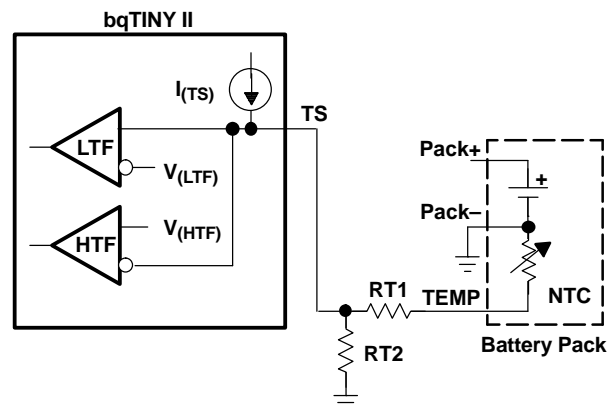 bqTINY II
I(TS)
TS
LTF
V(LTF)
V(HTF)
HTF
Pack+
+
Pack−
NTC
RT1
TEMP
RT2
Battery Pack